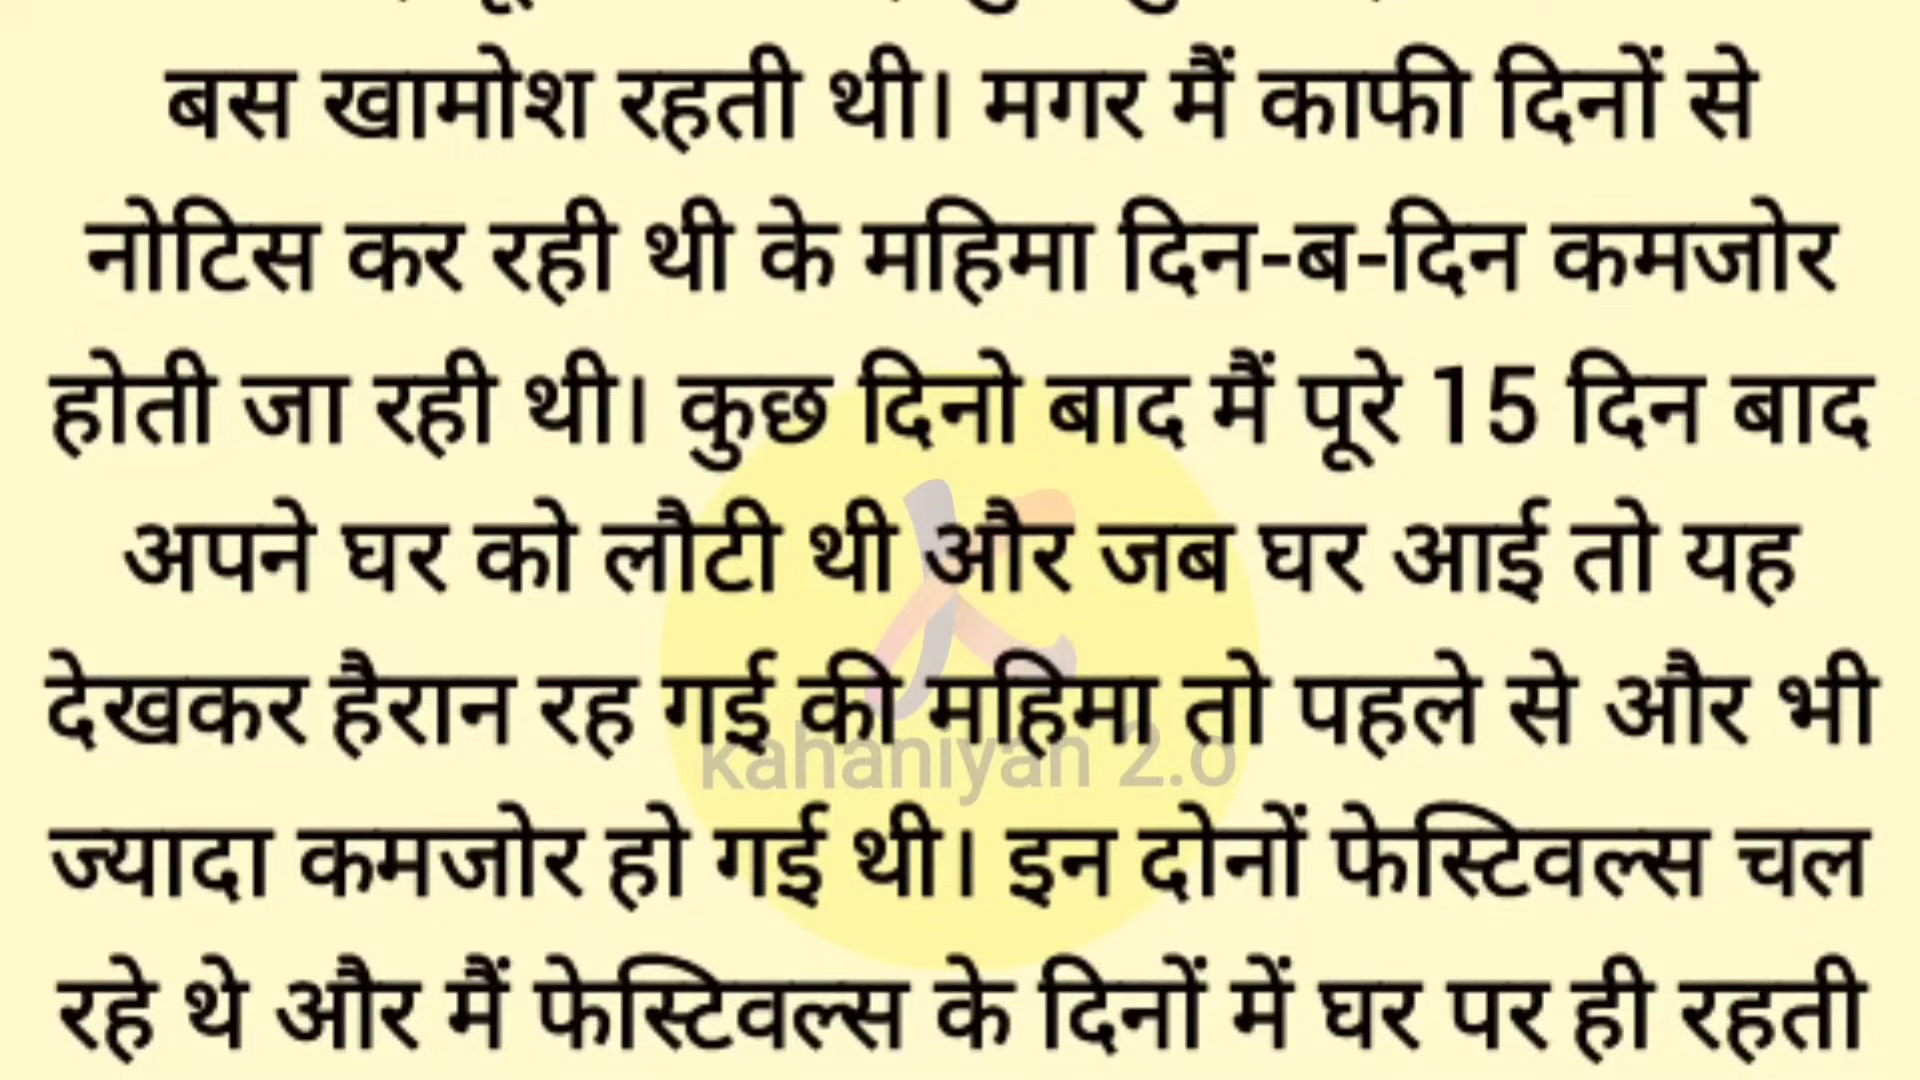 बस खामोश रहती थी। मगर मैं काफी दिनों से
नोटिस कर रही थी के महिमा दिन-ब-दिन कमजोर
होती जा रही थी। कुछ दिनो बाद मैं पूरे 15 दिन बाद
अपने घर को लौटी थी और जब घर आई तो यह
देखकर हैरान रह गई की महिमा तो पहले से और भी
kahaniyan 2.o
ज्यादा कमजोर हो गई थी। इन दोनों फेस्टिवल्स चल
रहे थे और मैं फेस्टिवल्स के दिनों में घर पर ही रहती